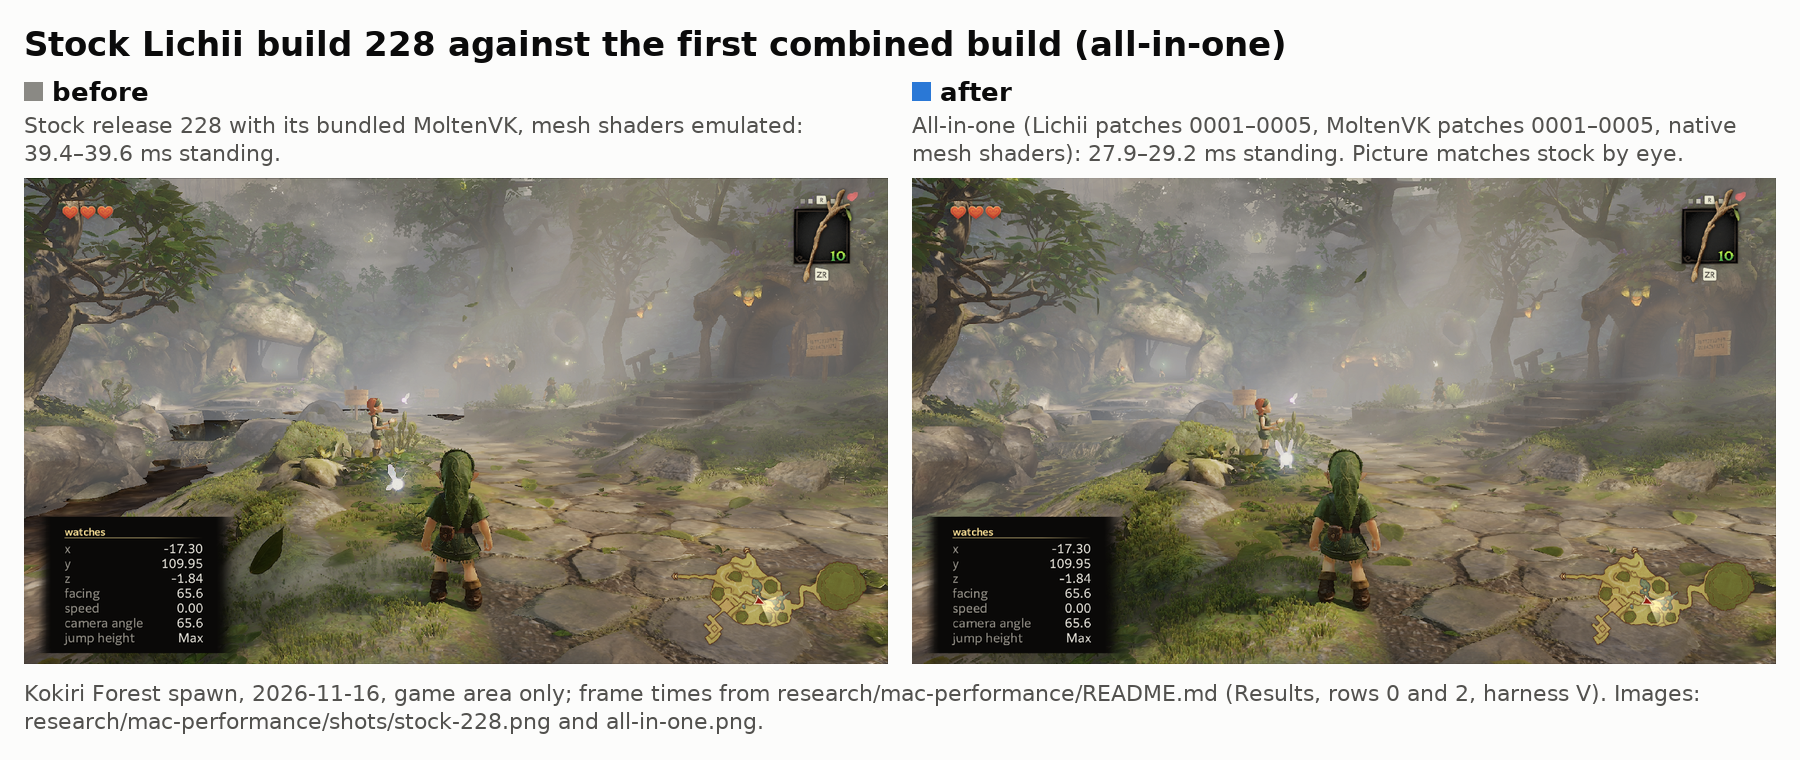 Stock Lichii build 228 against the first combined build (all-in-one)
before
Stock release 228 with its bundled MoltenVK, mesh shaders emulated:
39.4–39.6 ms standing.
after
All-in-one (Lichii patches 0001–0005, MoltenVK patches 0001–0005, native
mesh shaders): 27.9–29.2 ms standing. Picture matches stock by eye.
R
10
ZR
watches
x -17.30
y 109.95
z -1.84
facing 65.6
speed 0.00
camera angle 65.6
jump height Max
R
10
ZR
watches
x -17.30
y 109.95
z -1.84
facing 65.6
speed 0.00
camera angle 65.6
jump height Max
Kokiri Forest spawn, 2026-11-16, game area only; frame times from research/mac-performance/README.md (Results, rows 0 and 2, harness V). Images:
research/mac-performance/shots/stock-228.png and all-in-one.png.